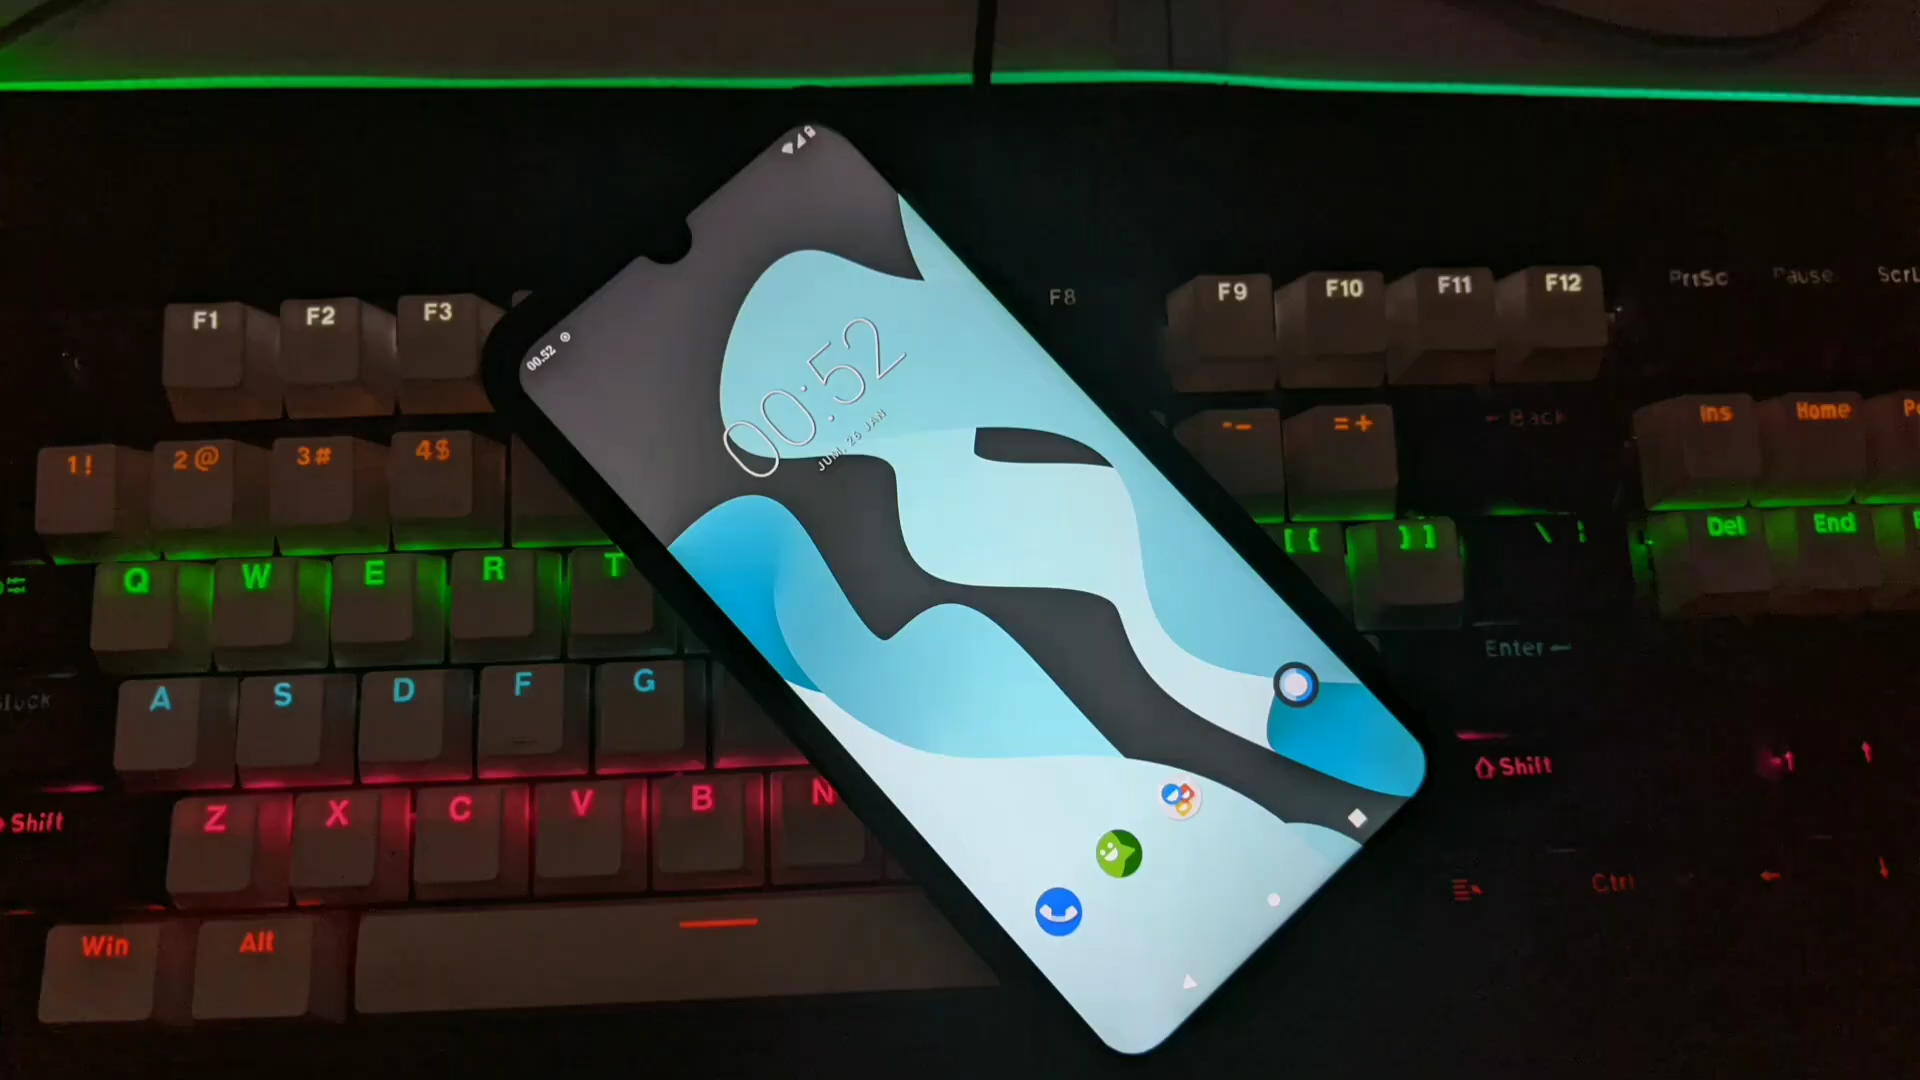 00.52
00:52
JUM, 26 JAN
F1 F2 F3 F8 F9 F10 F11 F12 PrtSc Pause
1! 2@ 3# 4$ -- =+ ← Back Ins Home
Q W E R T [{ }] \ | Del End
A S D F G Enter ←
Shift Z X C V B N Shift 1 ↑
Win Alt Ctrl ← ↓